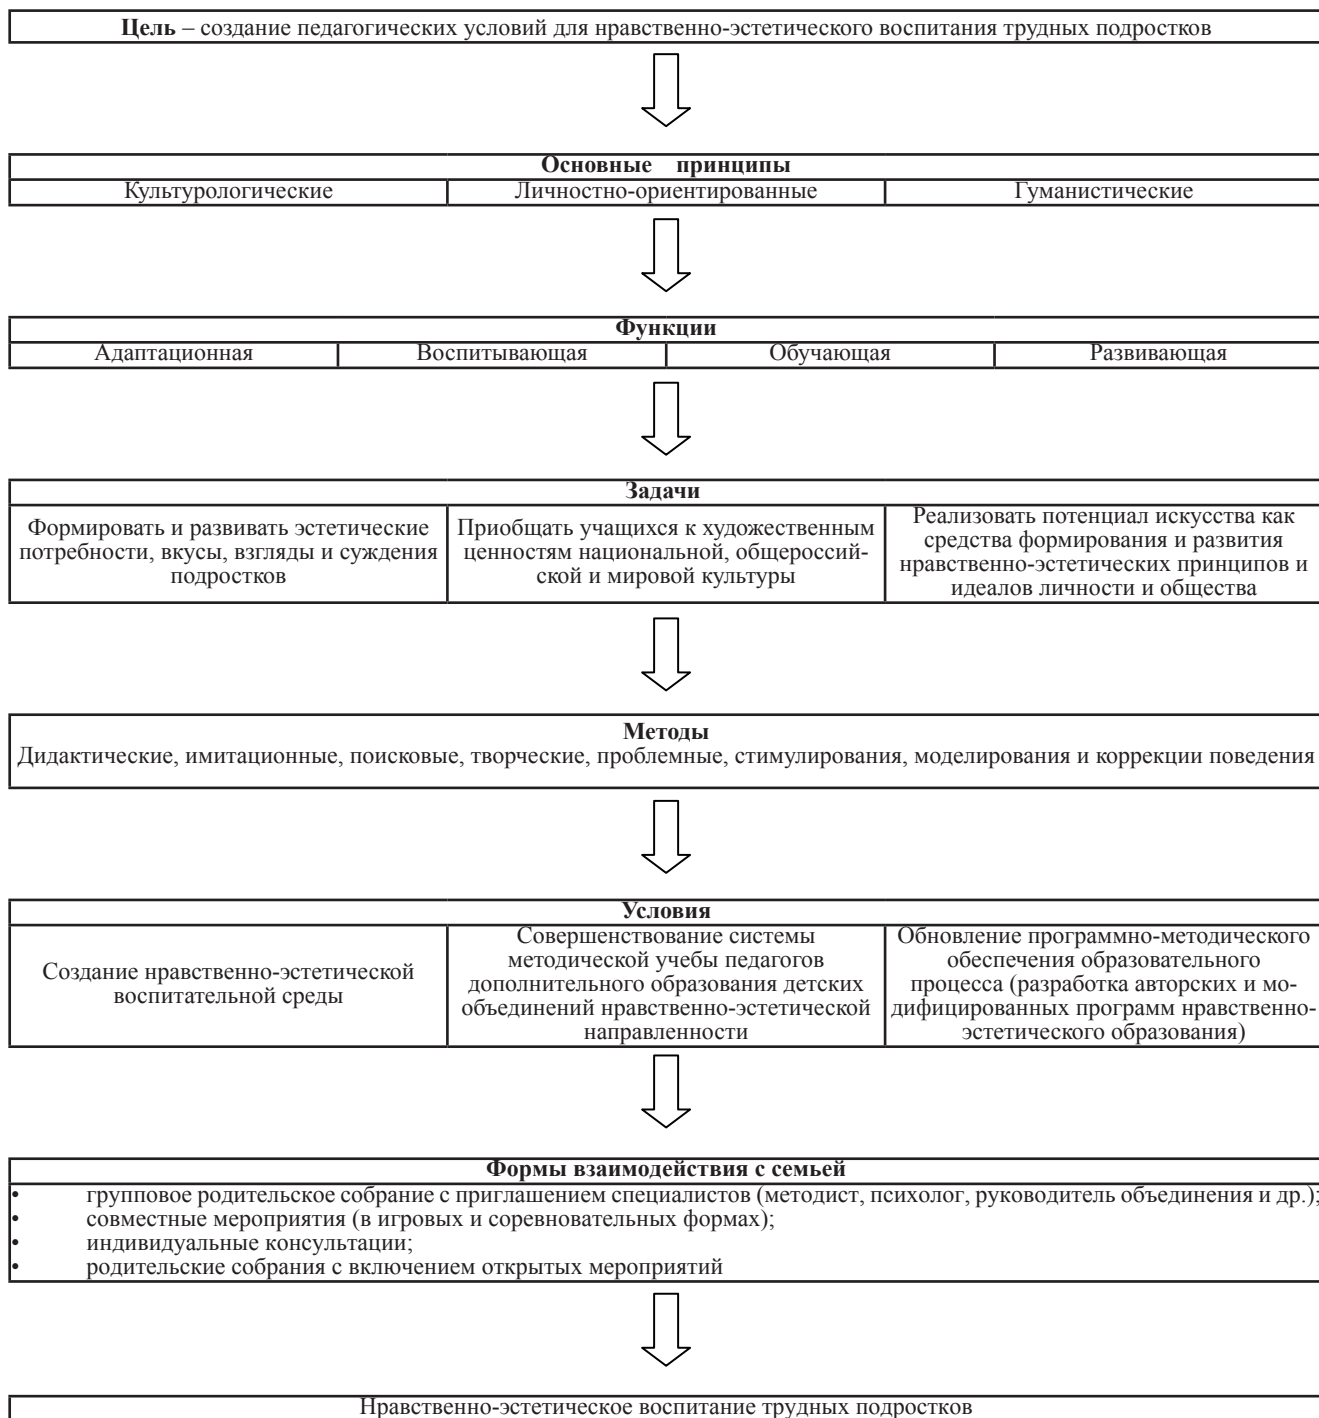 Цель – создание педагогических условий для нравственно-эстетического воспитания трудных подростков
Основные принципы
Культурологические
Личностно-ориентированные
Гуманистические
Функции
Адаптационная
Воспитывающая
Обучающая
Развивающая
Задачи
Формировать и развивать эстетические
потребности, вкусы, взгляды и суждения
подростков
Приобщать учащихся к художественным
ценностям национальной, общероссий-
ской и мировой культуры
Реализовать потенциал искусства как
средства формирования и развития
нравственно-эстетических принципов и
идеалов личности и общества
Методы
Дидактические, имитационные, поисковые, творческие, проблемные, стимулирования, моделирования и коррекции поведения
Условия
Создание нравственно-эстетической
воспитательной среды
Совершенствование системы
методической учебы педагогов
дополнительного образования детских
объединений нравственно-эстетической
направленности
Обновление программно-методического
обеспечения образовательного
процесса (разработка авторских и мо-
дифицированных программ нравственно-
эстетического образования)
Формы взаимодействия с семьей
• групповое родительское собрание с приглашением специалистов (методист, психолог, руководитель объединения и др.);
• совместные мероприятия (в игровых и соревновательных формах);
• индивидуальные консультации;
• родительские собрания с включением открытых мероприятий
Нравственно-эстетическое воспитание трудных подростков